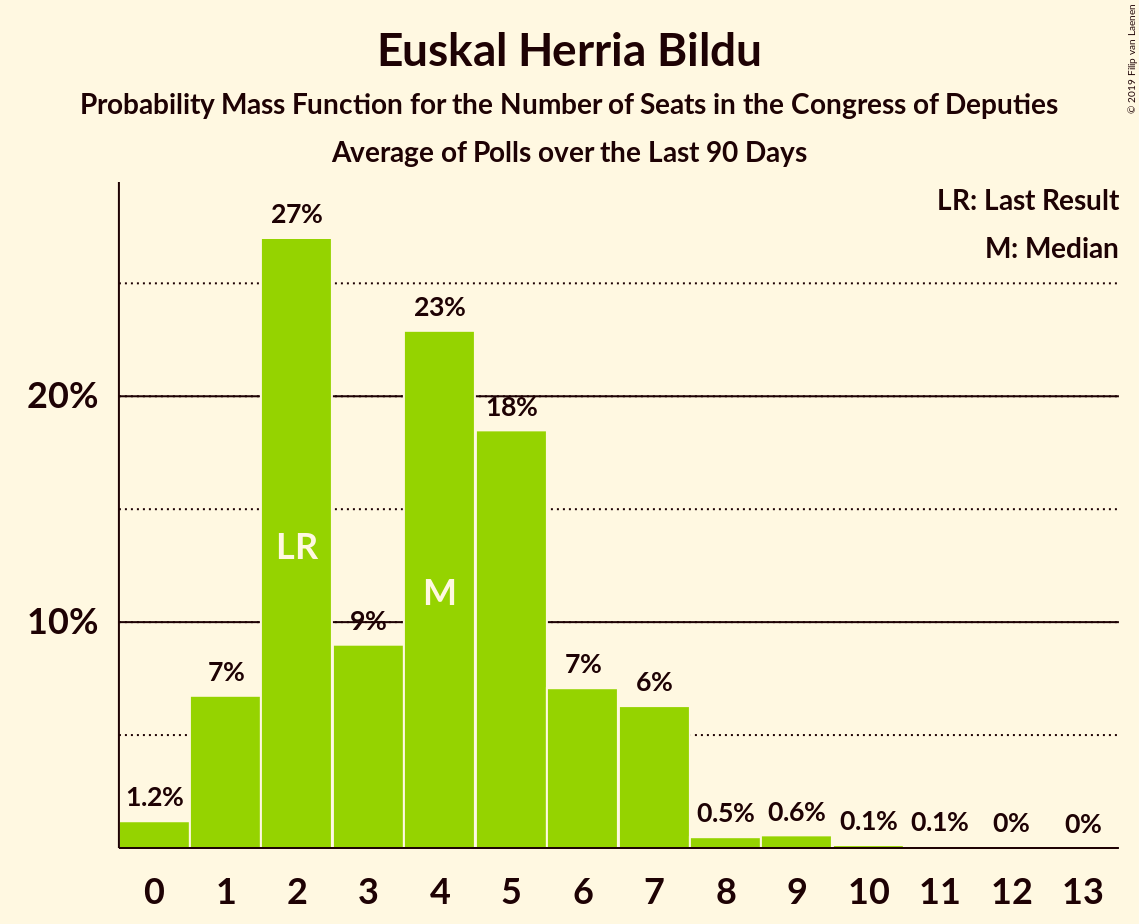 Euskal Herria Bildu
Probability Mass Function for the Number of Seats in the Congress of Deputies
Average of Polls over the Last 90 Days
© 2019 Filip van Laenen
LR: Last Result
M: Median
27%
23%
20%
18%
LR
M
10%
9%
7%
7%
6%
1.2%
0.5%
0.6%
0.1%
0.1%
0%
0%
0 1 2 3 4 5 6 7 8 9 10 11 12 13